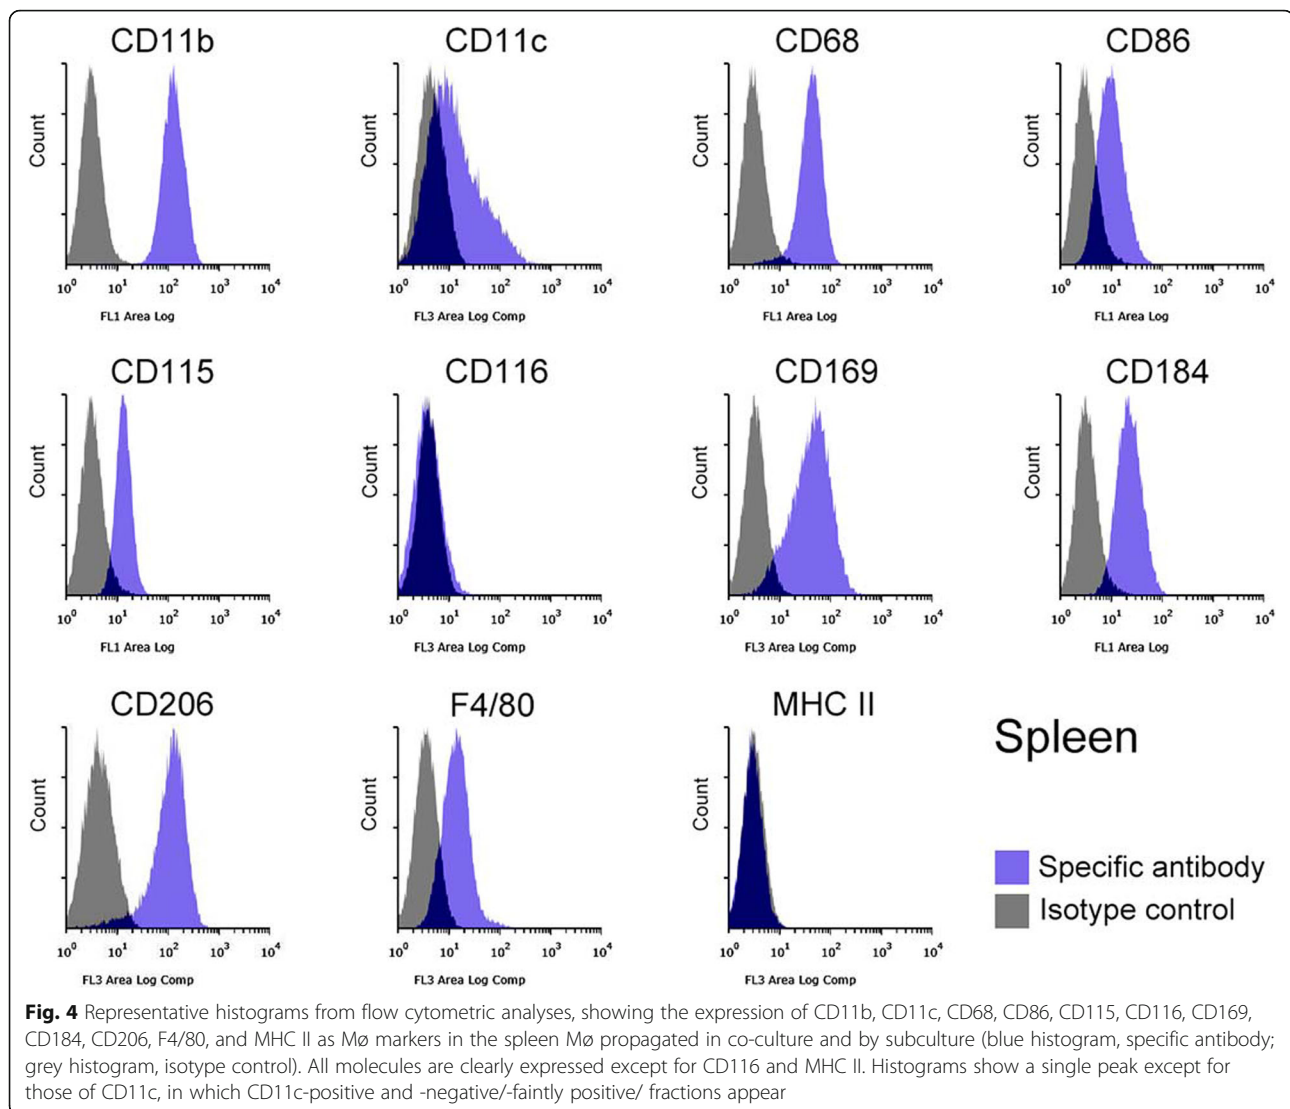 CD11b
CD11c
CD68
CD86
Count
Count
Count
Count
10⁰ 10¹ 10² 10³ 10⁴
10⁰ 10¹ 10² 10³ 10⁴
10⁰ 10¹ 10² 10³ 10⁴
10⁰ 10¹ 10² 10³ 10⁴
FL1 Area Log
FL3 Area Log Comp
FL1 Area Log
FL1 Area Log
CD115
CD116
CD169
CD184
Count
Count
Count
Count
10⁰ 10¹ 10² 10³ 10⁴
10⁰ 10¹ 10² 10³ 10⁴
10⁰ 10¹ 10² 10³ 10⁴
10⁰ 10¹ 10² 10³ 10⁴
FL1 Area Log
FL3 Area Log Comp
FL3 Area Log Comp
FL1 Area Log
CD206
F4/80
MHC II
Count
Count
Count
10⁰ 10¹ 10² 10³ 10⁴
10⁰ 10¹ 10² 10³ 10⁴
10⁰ 10¹ 10² 10³ 10⁴
FL3 Area Log Comp
FL3 Area Log Comp
FL3 Area Log Comp
Spleen
Specific antibody
Isotype control
Fig. 4 Representative histograms from flow cytometric analyses, showing the expression of CD11b, CD11c, CD68, CD86, CD115, CD116, CD169,
CD184, CD206, F4/80, and MHC II as Mø markers in the spleen Mø propagated in co-culture and by subculture (blue histogram, specific antibody;
grey histogram, isotype control). All molecules are clearly expressed except for CD116 and MHC II. Histograms show a single peak except for
those of CD11c, in which CD11c-positive and -negative/-faintly positive/ fractions appear